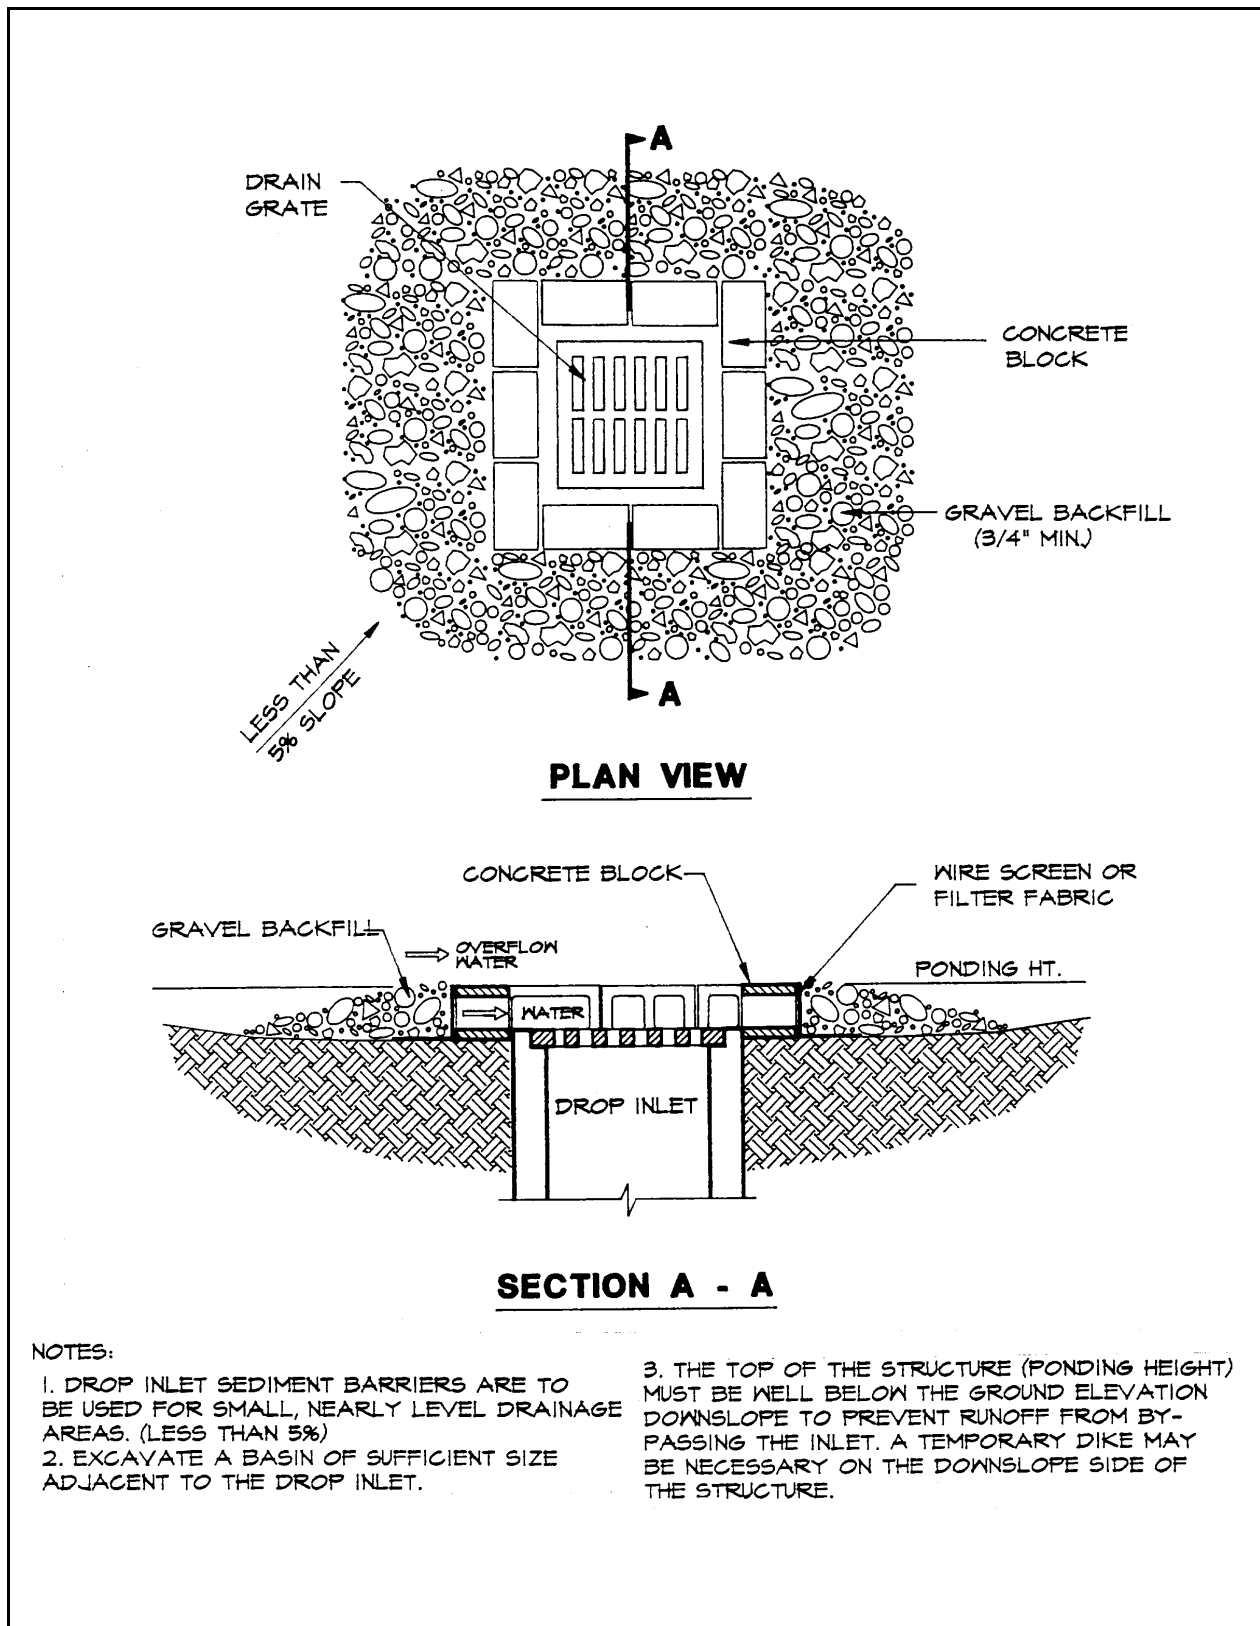 A
DRAIN
GRATE
CONCRETE
BLOCK
GRAVEL BACKFILL
(3/4" MIN.)
LESS THAN
5% SLOPE
A
PLAN VIEW
CONCRETE BLOCK
WIRE SCREEN OR
FILTER FABRIC
GRAVEL BACKFILL
OVERFLOW
WATER
PONDING HT.
WATER
DROP INLET
SECTION A - A
NOTES:
1. DROP INLET SEDIMENT BARRIERS ARE TO
BE USED FOR SMALL, NEARLY LEVEL DRAINAGE
AREAS. (LESS THAN 5%)
2. EXCAVATE A BASIN OF SUFFICIENT SIZE
ADJACENT TO THE DROP INLET.
3. THE TOP OF THE STRUCTURE (PONDING HEIGHT)
MUST BE WELL BELOW THE GROUND ELEVATION
DOWNSLOPE TO PREVENT RUNOFF FROM BY-
PASSING THE INLET. A TEMPORARY DIKE MAY
BE NECESSARY ON THE DOWNSLOPE SIDE OF
THE STRUCTURE.